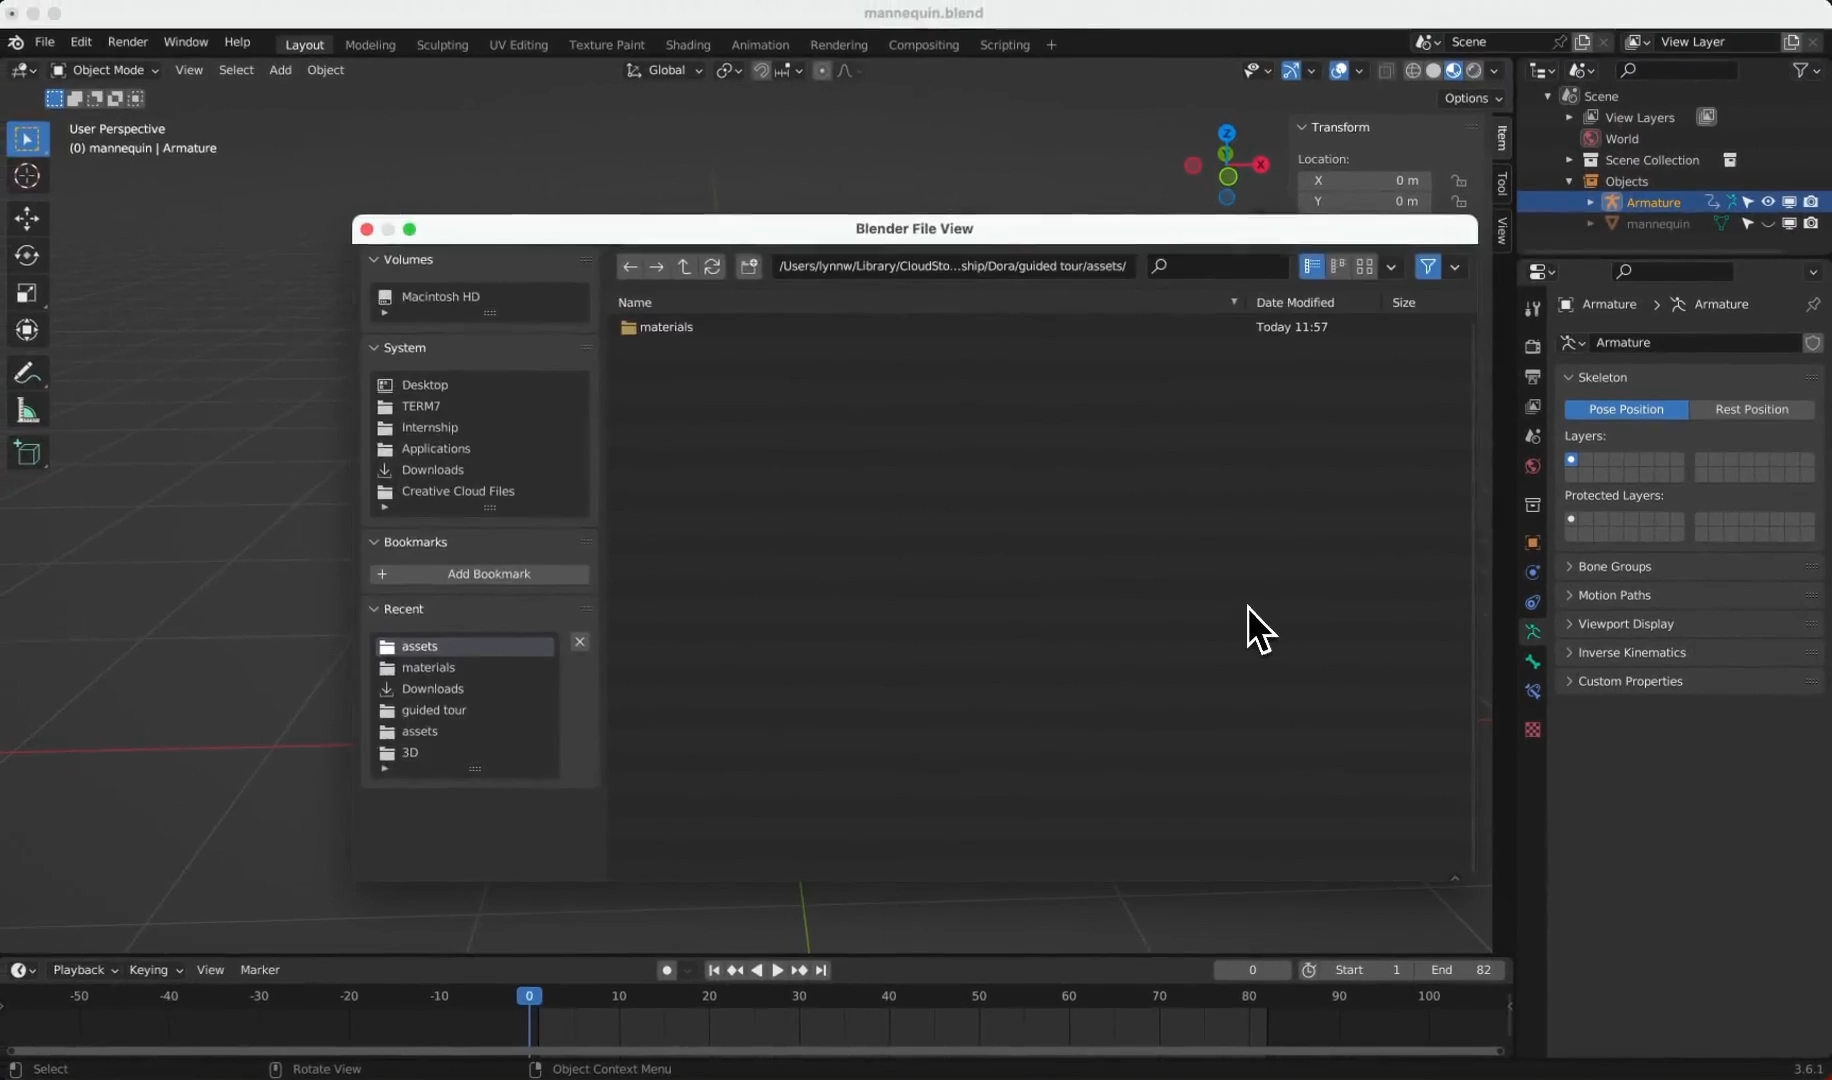 mannequin.blend
File Edit Render Window Help Layout Modeling Sculpting UV Editing Texture Paint Shading Animation Rendering Compositing Scripting + Scene View Layer
Object Mode View Select Add Object Global
Options
User Perspective
(0) mannequin | Armature
Z
Y
X
Transform
Location:
X 0 m
Y 0 m
Item
Tool
View
Scene
View Layers
World
Scene Collection
Objects
Armature
mannequin
Blender File View
Volumes
Macintosh HD
System
Desktop
TERM7
Internship
Applications
Downloads
Creative Cloud Files
Bookmarks
+ Add Bookmark
Recent
assets
materials
Downloads
guided tour
assets
3D
/Users/lynnw/Library/CloudSto...ship/Dora/guided tour/assets/
Name Date Modified Size
materials Today 11:57
Armature > Armature
Armature
Skeleton
Pose Position Rest Position
Layers:
Protected Layers:
Bone Groups
Motion Paths
Viewport Display
Inverse Kinematics
Custom Properties
Playback Keying View Marker 0 Start 1 End 82
-50 -40 -30 -20 -10 0 10 20 30 40 50 60 70 80 90 100
Select Rotate View Object Context Menu 3.6.1